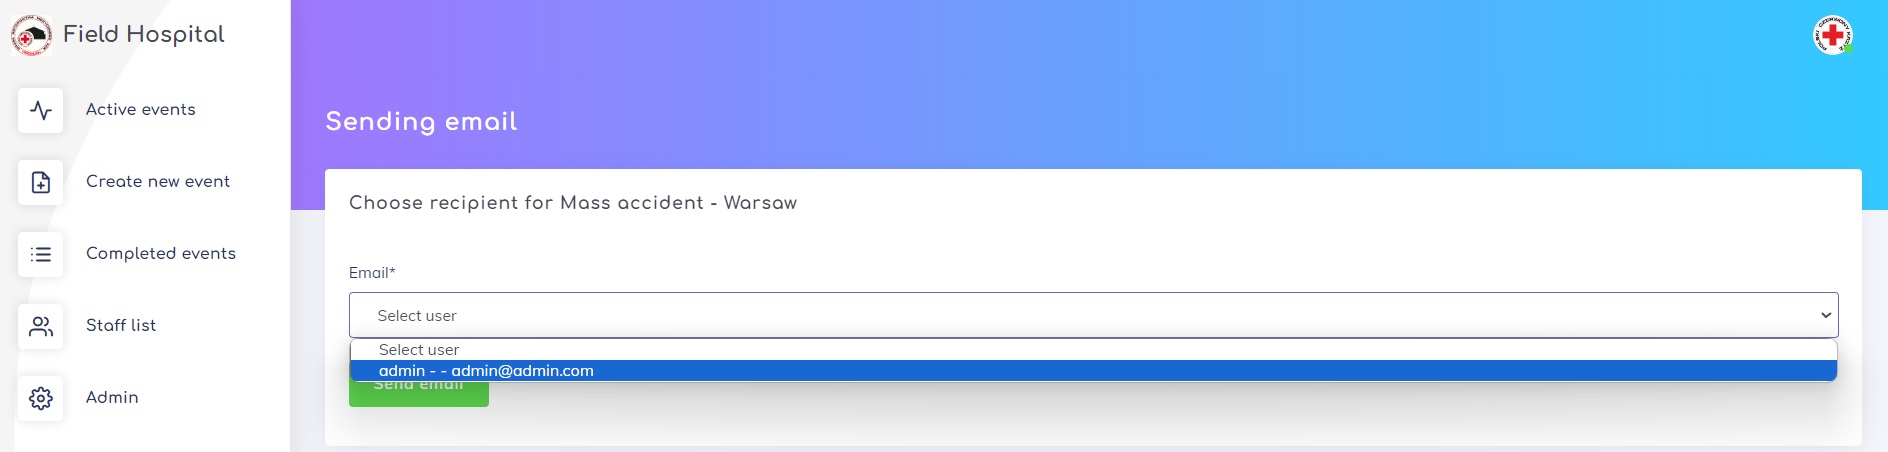 Field Hospital
Active events
Create new event
Completed events
Staff list
Admin
Sending email
Choose recipient for Mass accident - Warsaw
Email*
Select user
Select user
admin - - admin@admin.com
Send email